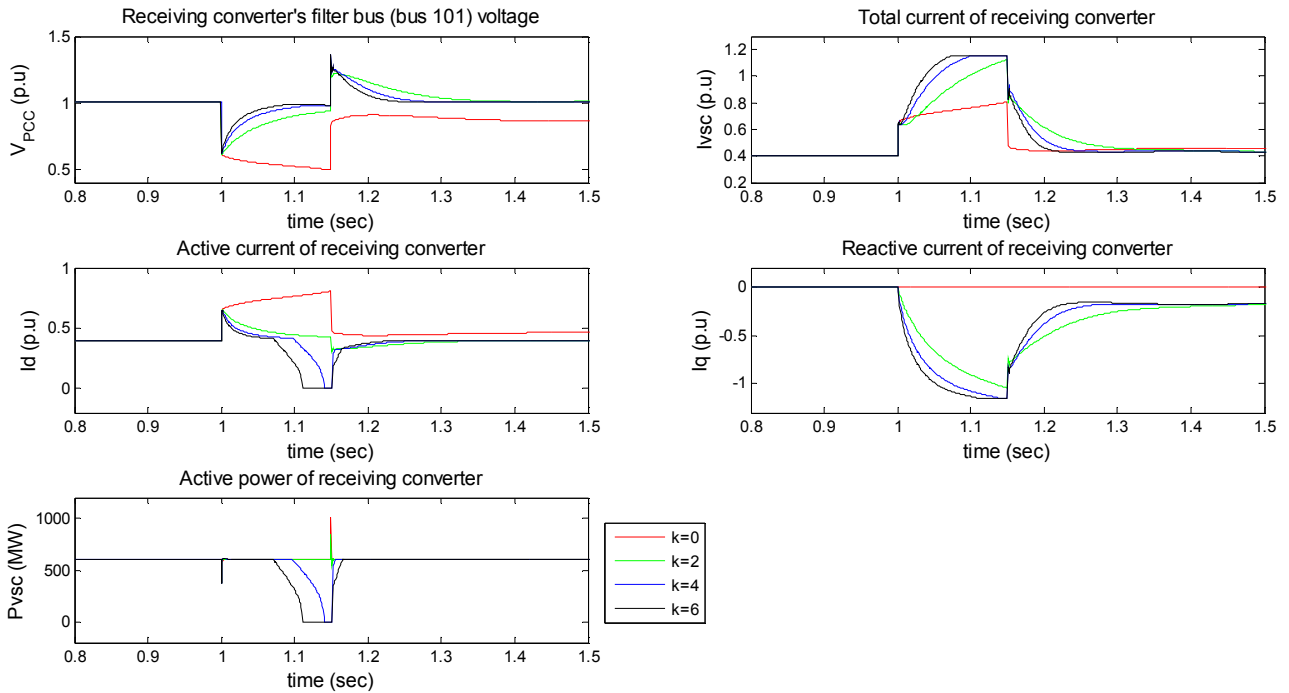 Receiving converter's filter bus (bus 101) voltage
1.5
1
0.5
V_PCC (p.u)
0.8 0.9 1 1.1 1.2 1.3 1.4 1.5
time (sec)
Total current of receiving converter
1.2
1.0
0.8
0.6
0.4
0.2
Ivsc (p.u)
0.8 0.9 1 1.1 1.2 1.3 1.4 1.5
time (sec)
Active current of receiving converter
1
0.5
0
Id (p.u)
0.8 0.9 1 1.1 1.2 1.3 1.4 1.5
time (sec)
Reactive current of receiving converter
0
-0.5
-1
Iq (p.u)
0.8 0.9 1 1.1 1.2 1.3 1.4 1.5
time (sec)
Active power of receiving converter
1000
500
0
Pvsc (MW)
0.8 0.9 1 1.1 1.2 1.3 1.4 1.5
time (sec)
k=0
k=2
k=4
k=6